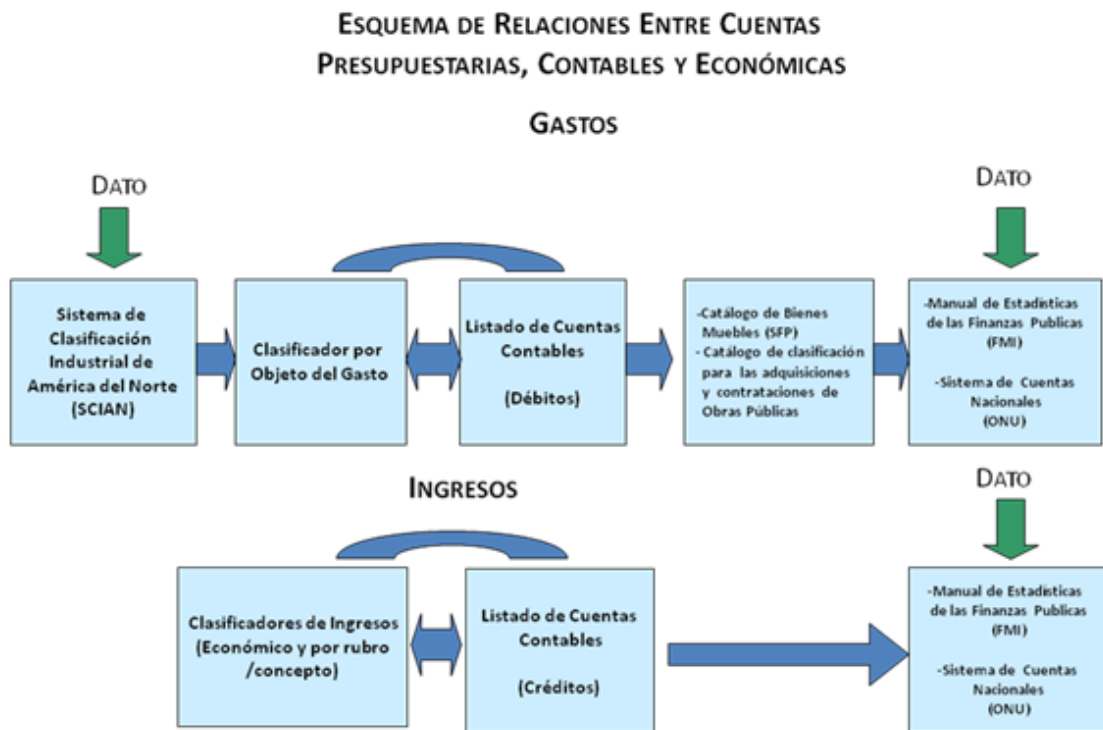 ESQUEMA DE RELACIONES ENTRE CUENTAS
PRESUPUESTARIAS, CONTABLES Y ECONÓMICAS
GASTOS
DATO
DATO
Sistema de
Clasificación
Industrial de
América del Norte
(SCIAN)
Clasificador por
Objeto del Gasto
Listado de Cuentas
Contables
(Débitos)
-Catálogo de Bienes
Muebles (SFP)
- Catálogo de clasificación
para las adquisiciones
y contrataciones de
Obras Públicas
-Manual de Estadísticas
de las Finanzas Publicas
(FMI)
-Sistema de Cuentas
Nacionales
(ONU)
INGRESOS
DATO
Clasificadores de Ingresos
(Económico y por rubro
/concepto)
Listado de Cuentas
Contables
(Créditos)
-Manual de Estadísticas
de las Finanzas Publicas
(FMI)
-Sistema de Cuentas
Nacionales
(ONU)